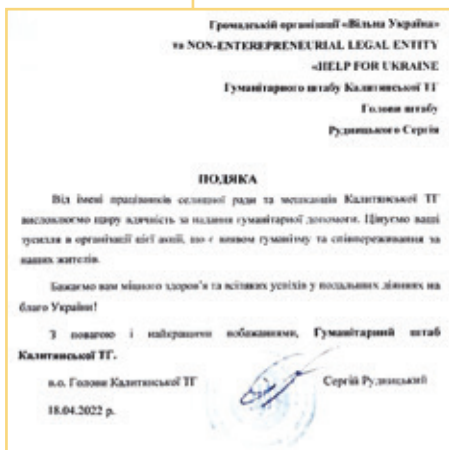 Громадській організації «Вільна Україна»
та NON-ENTEREPRENEURIAL LEGAL ENTITY
«HELP FOR UKRAINE
Гуманітарного штабу Калитянської ТГ
Голови штабу
Рудницького Сергія
ПОДЯКА
Від імені працівників селищної ради та мешканців Калитянської ТГ
висловлюємо щиру вдячність за надання гуманітарної допомоги. Цінуємо ваші
зусилля в організації цієї акції, що є виявом гуманізму та співпереживання за
наших жителів.
Бажаємо вам міцного здоров'я та всіляких успіхів у подальших діяннях на
благо України!
З повагою і найкращими побажаннями, Гуманітарний штаб
Калитянської ТГ.
в.о. Голови Калитянської ТГ Сергій Рудницький
18.04.2022 р.